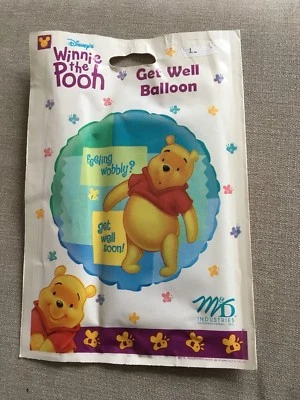 Disney's
Winnie
the
Pooh
Get Well
Balloon
feeling
wobbly?
get
well
soon!
M&D
INDUSTRIES